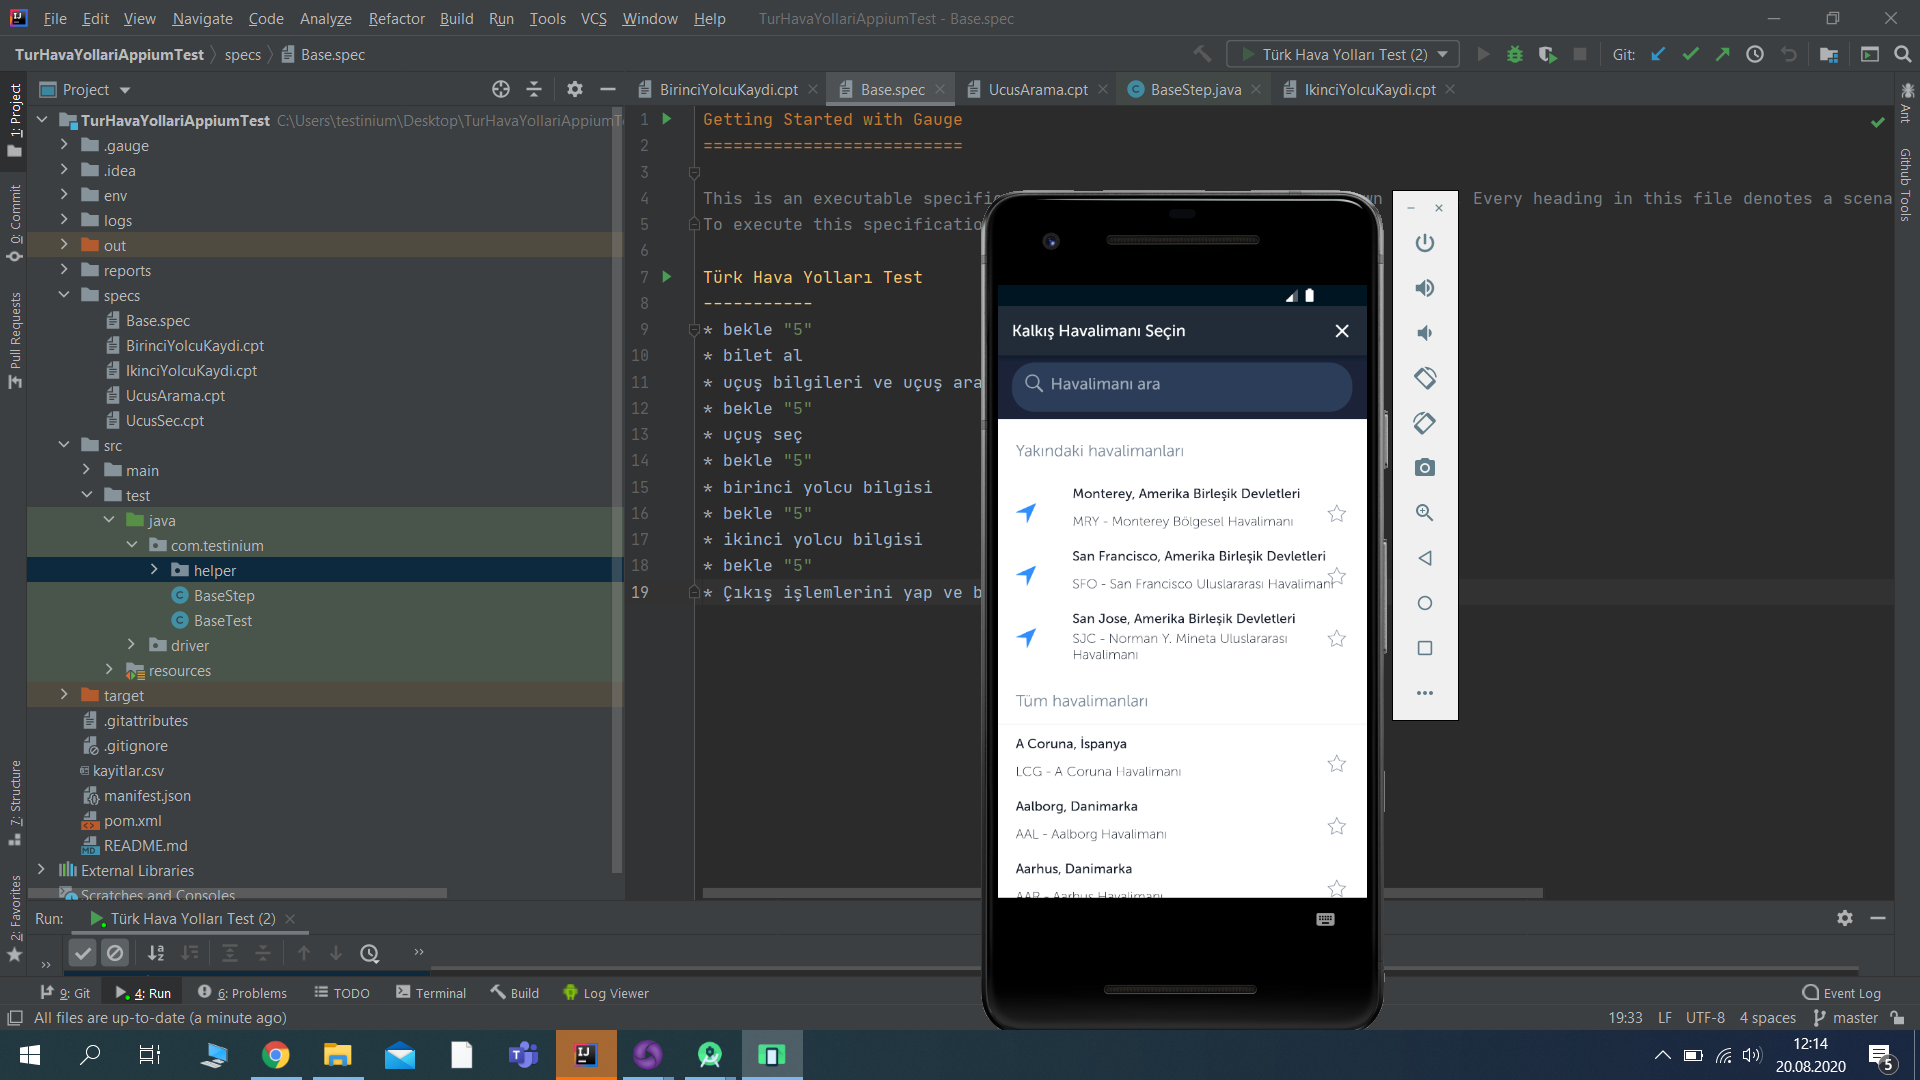 File Edit View Navigate Code Analyze Refactor Build Run Tools VCS Window Help TurHavaYollariAppiumTest - Base.spec
TurHavaYollariAppiumTest specs Base.spec
Türk Hava Yolları Test (2)
Git:
Project
BirinciYolcuKaydi.cpt
Base.spec
UcusArama.cpt
BaseStep.java
IkinciYolcuKaydi.cpt
1: Project
0: Commit
Pull Requests
7: Structure
2: Favorites
TurHavaYollariAppiumTest C:\Users\testinium\Desktop\TurHavaYollariAppiumT
.gauge
.idea
env
logs
out
reports
specs
Base.spec
BirinciYolcuKaydi.cpt
IkinciYolcuKaydi.cpt
UcusArama.cpt
UcusSec.cpt
src
main
test
java
com.testinium
helper
BaseStep
BaseTest
driver
resources
target
.gitattributes
.gitignore
kayitlar.csv
manifest.json
pom.xml
README.md
External Libraries
Scratches and Consoles
1 Getting Started with Gauge
2 ==========================
3
4 This is an executable specific wn Every heading in this file denotes a scena
5 To execute this specificatio
6
7 Türk Hava Yolları Test
8 -----------
9 * bekle "5"
10 * bilet al
11 * uçuş bilgileri ve uçuş ara
12 * bekle "5"
13 * uçuş seç
14 * bekle "5"
15 * birinci yolcu bilgisi
16 * bekle "5"
17 * ikinci yolcu bilgisi
18 * bekle "5"
19 * Çıkış işlemlerini yap ve b
Kalkış Havalimanı Seçin
Havalimanı ara
Yakındaki havalimanları
Monterey, Amerika Birleşik Devletleri
MRY - Monterey Bölgesel Havalimanı
San Francisco, Amerika Birleşik Devletleri
SFO - San Francisco Uluslararası Havalimanı
San Jose, Amerika Birleşik Devletleri
SJC - Norman Y. Mineta Uluslararası
Havalimanı
Tüm havalimanları
A Coruna, İspanya
LCG - A Coruna Havalimanı
Aalborg, Danimarka
AAL - Aalborg Havalimanı
Aarhus, Danimarka
AAR - Aarhus Havalimanı
Ant
Github Tools
Run: Türk Hava Yolları Test (2)
9: Git 4: Run 6: Problems TODO Terminal Build Log Viewer Event Log
All files are up-to-date (a minute ago) 19:33 LF UTF-8 4 spaces master
12:14
20.08.2020
5